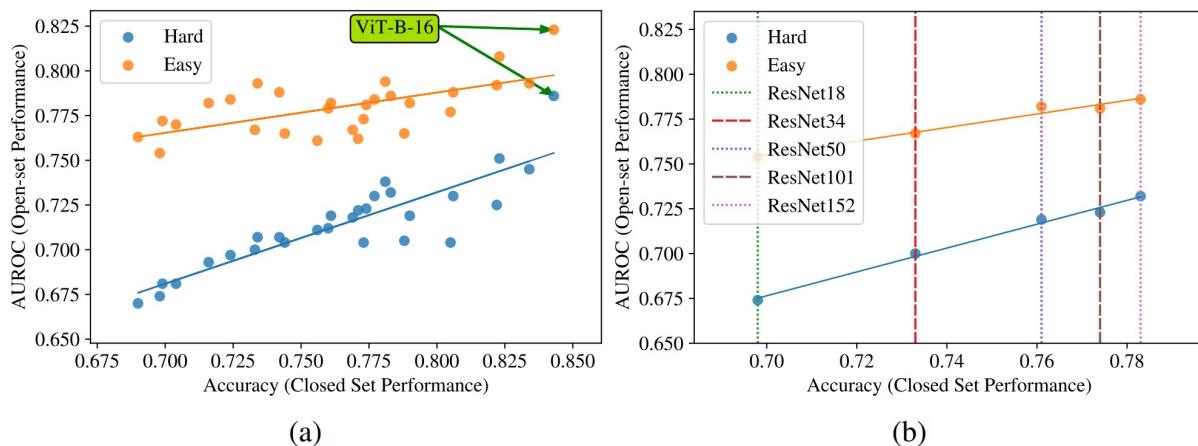 0.825
0.800
0.775
0.750
0.725
0.700
0.675
0.650
AUROC (Open-set Performance)
Hard
Easy
ViT-B-16
0.675 0.700 0.725 0.750 0.775 0.800 0.825 0.850
Accuracy (Closed Set Performance)
(a)
0.825
0.800
0.775
0.750
0.725
0.700
0.675
0.650
AUROC (Open-set Performance)
Hard
Easy
ResNet18
ResNet34
ResNet50
ResNet101
ResNet152
0.70 0.72 0.74 0.76 0.78
Accuracy (Closed Set Performance)
(b)